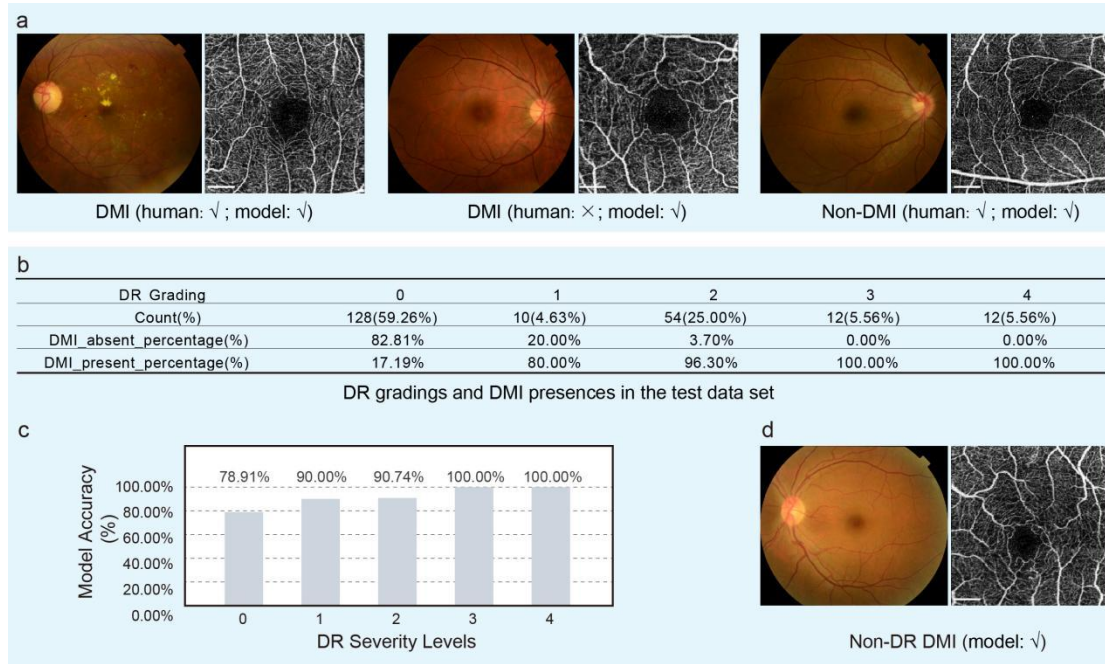 a
DMI (human: √ ; model: √)
DMI (human: × ; model: √)
Non-DMI (human: √ ; model: √)
b
DR Grading 0 1 2 3 4
Count(%) 128(59.26%) 10(4.63%) 54(25.00%) 12(5.56%) 12(5.56%)
DMI_absent_percentage(%) 82.81% 20.00% 3.70% 0.00% 0.00%
DMI_present_percentage(%) 17.19% 80.00% 96.30% 100.00% 100.00%
DR gradings and DMI presences in the test data set
c
Model Accuracy
(%)
78.91% 90.00% 90.74% 100.00% 100.00%
100.00%
80.00%
60.00%
40.00%
20.00%
0.00%
0 1 2 3 4
DR Severity Levels
d
Non-DR DMI (model: √)